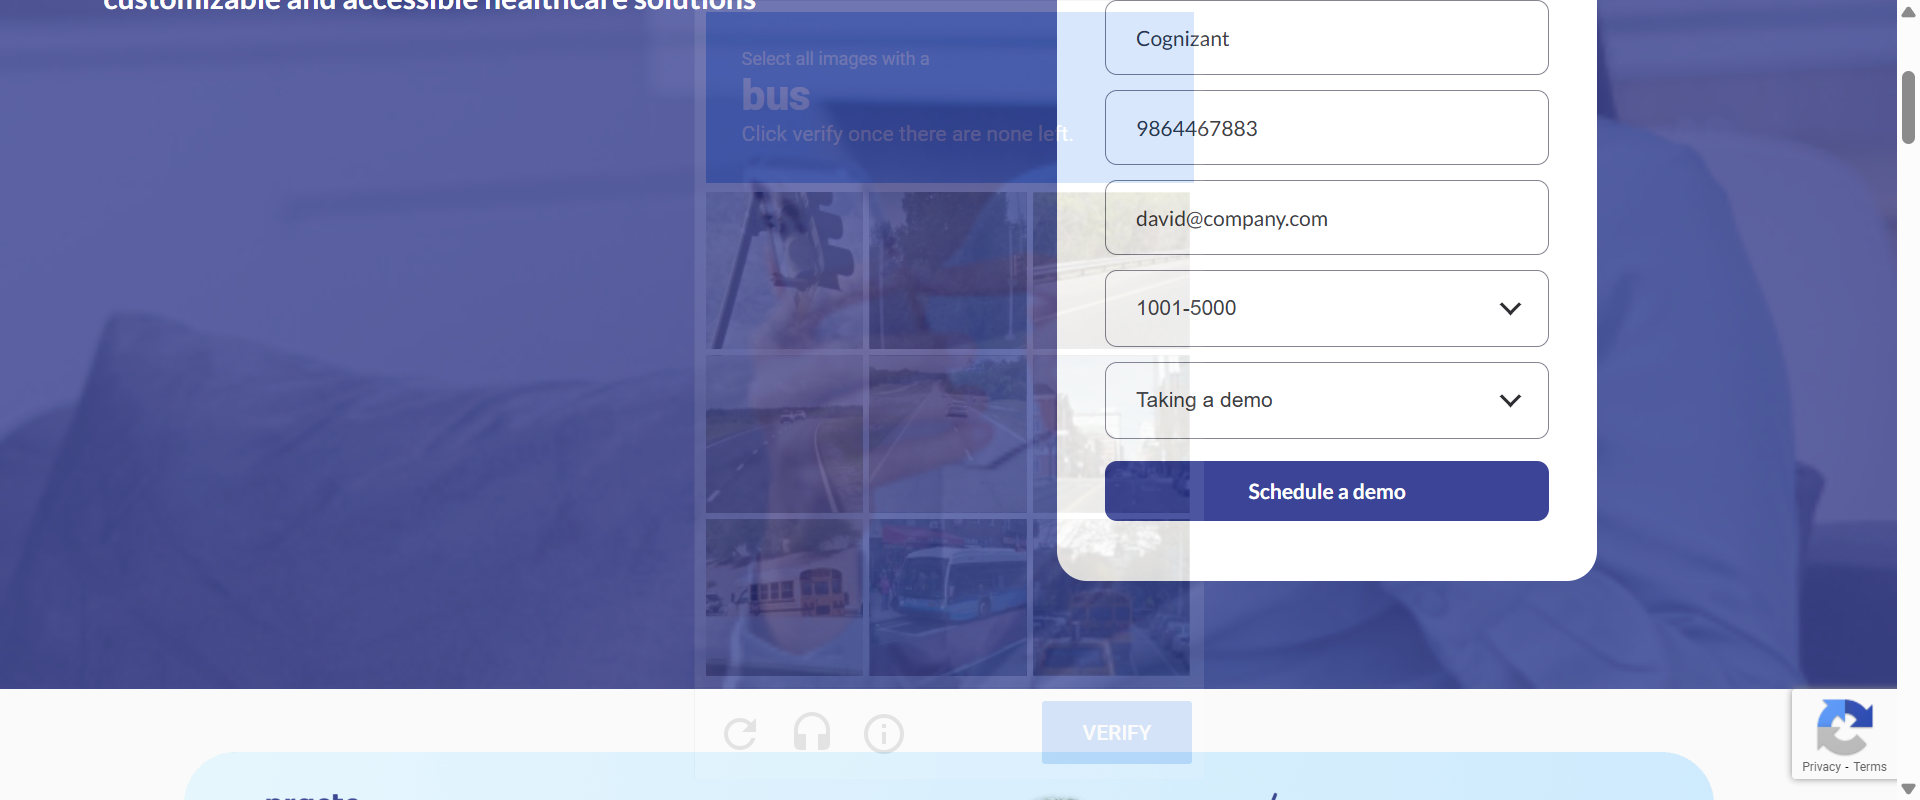 customizable and accessible healthcare solutions
Select all images with a
bus
Click verify once there are none left.
Cognizant
9864467883
david@company.com
1001-5000
Taking a demo
Schedule a demo
VERIFY
Privacy - Terms